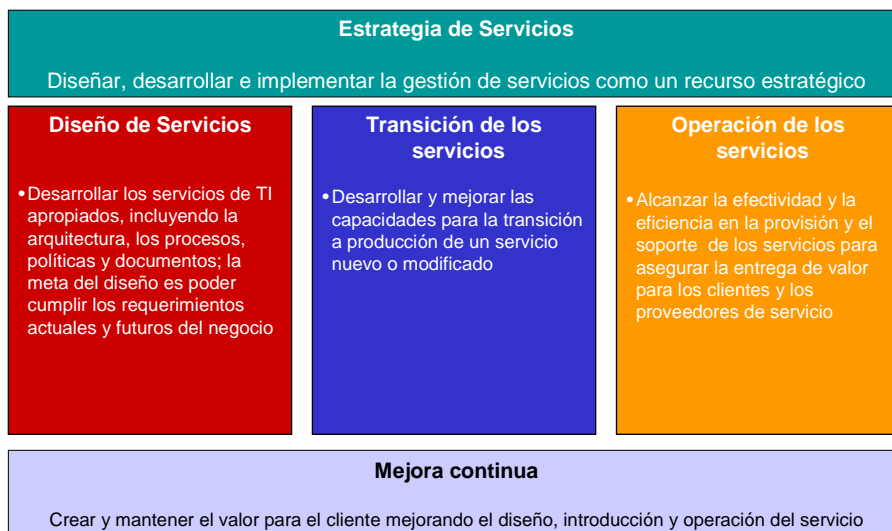 Estrategia de Servicios
Diseñar, desarrollar e implementar la gestión de servicios como un recurso estratégico
Diseño de Servicios
•Desarrollar los servicios de TI
apropiados, incluyendo la
arquitectura, los procesos,
políticas y documentos; la
meta del diseño es poder
cumplir los requerimientos
actuales y futuros del negocio
Transición de los
servicios
•Desarrollar y mejorar las
capacidades para la transición
a producción de un servicio
nuevo o modificado
Operación de los
servicios
•Alcanzar la efectividad y la
eficiencia en la provisión y el
soporte de los servicios para
asegurar la entrega de valor
para los clientes y los
proveedores de servicio
Mejora continua
Crear y mantener el valor para el cliente mejorando el diseño, introducción y operación del servicio